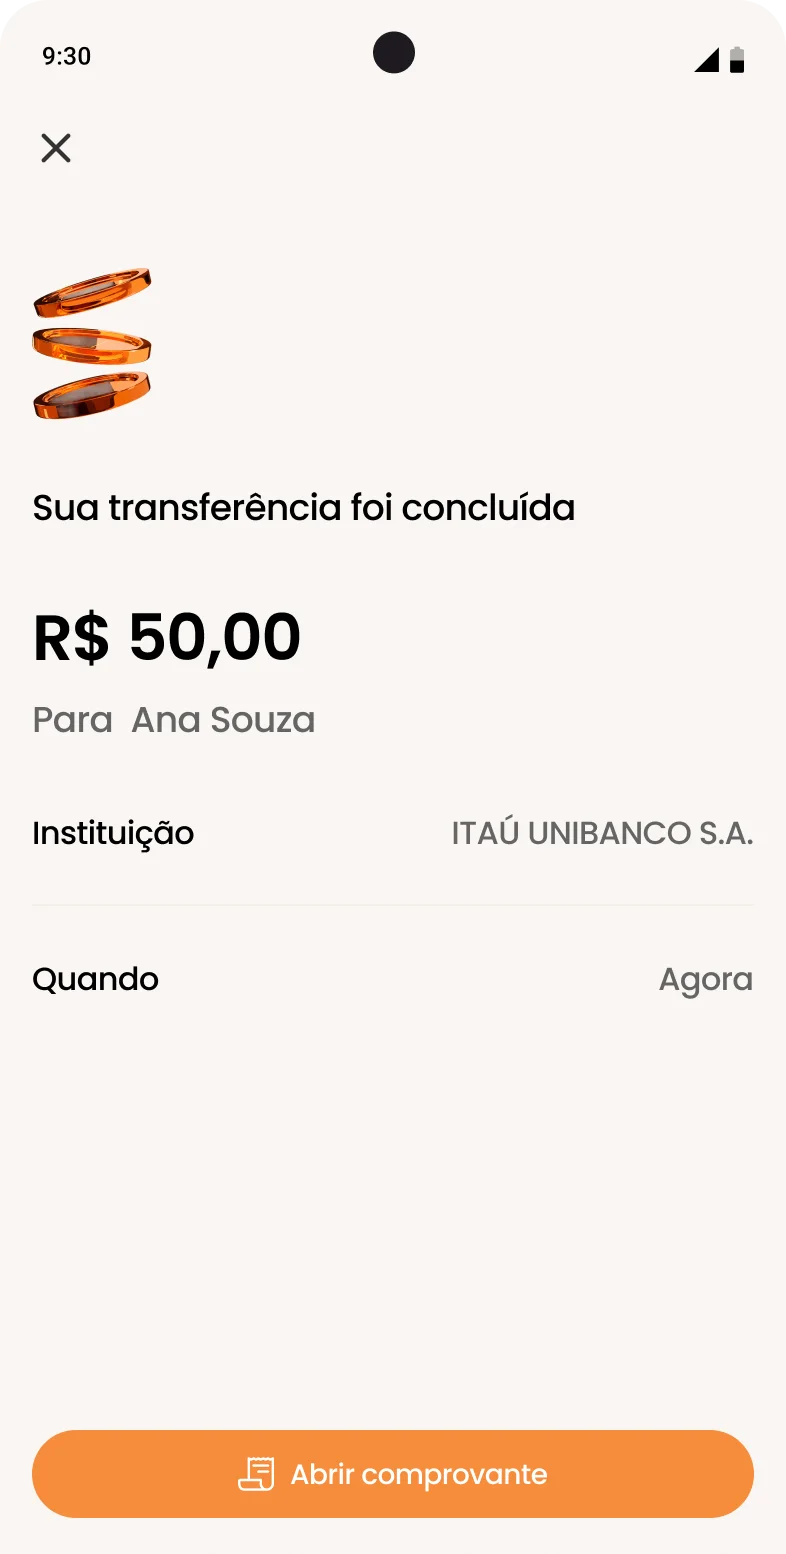 9:30
Sua transferência foi concluída
R$ 50,00
Para  Ana Souza
Instituição ITAÚ UNIBANCO S.A.
Quando Agora
Abrir comprovante